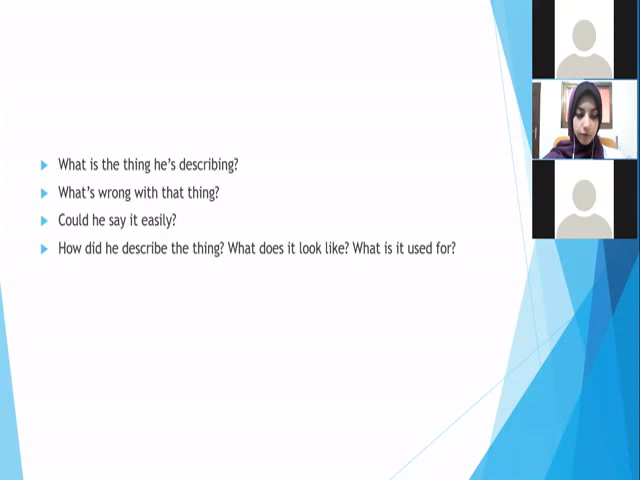 What is the thing he's describing?
What's wrong with that thing?
Could he say it easily?
How did he describe the thing? What does it look like? What is it used for?